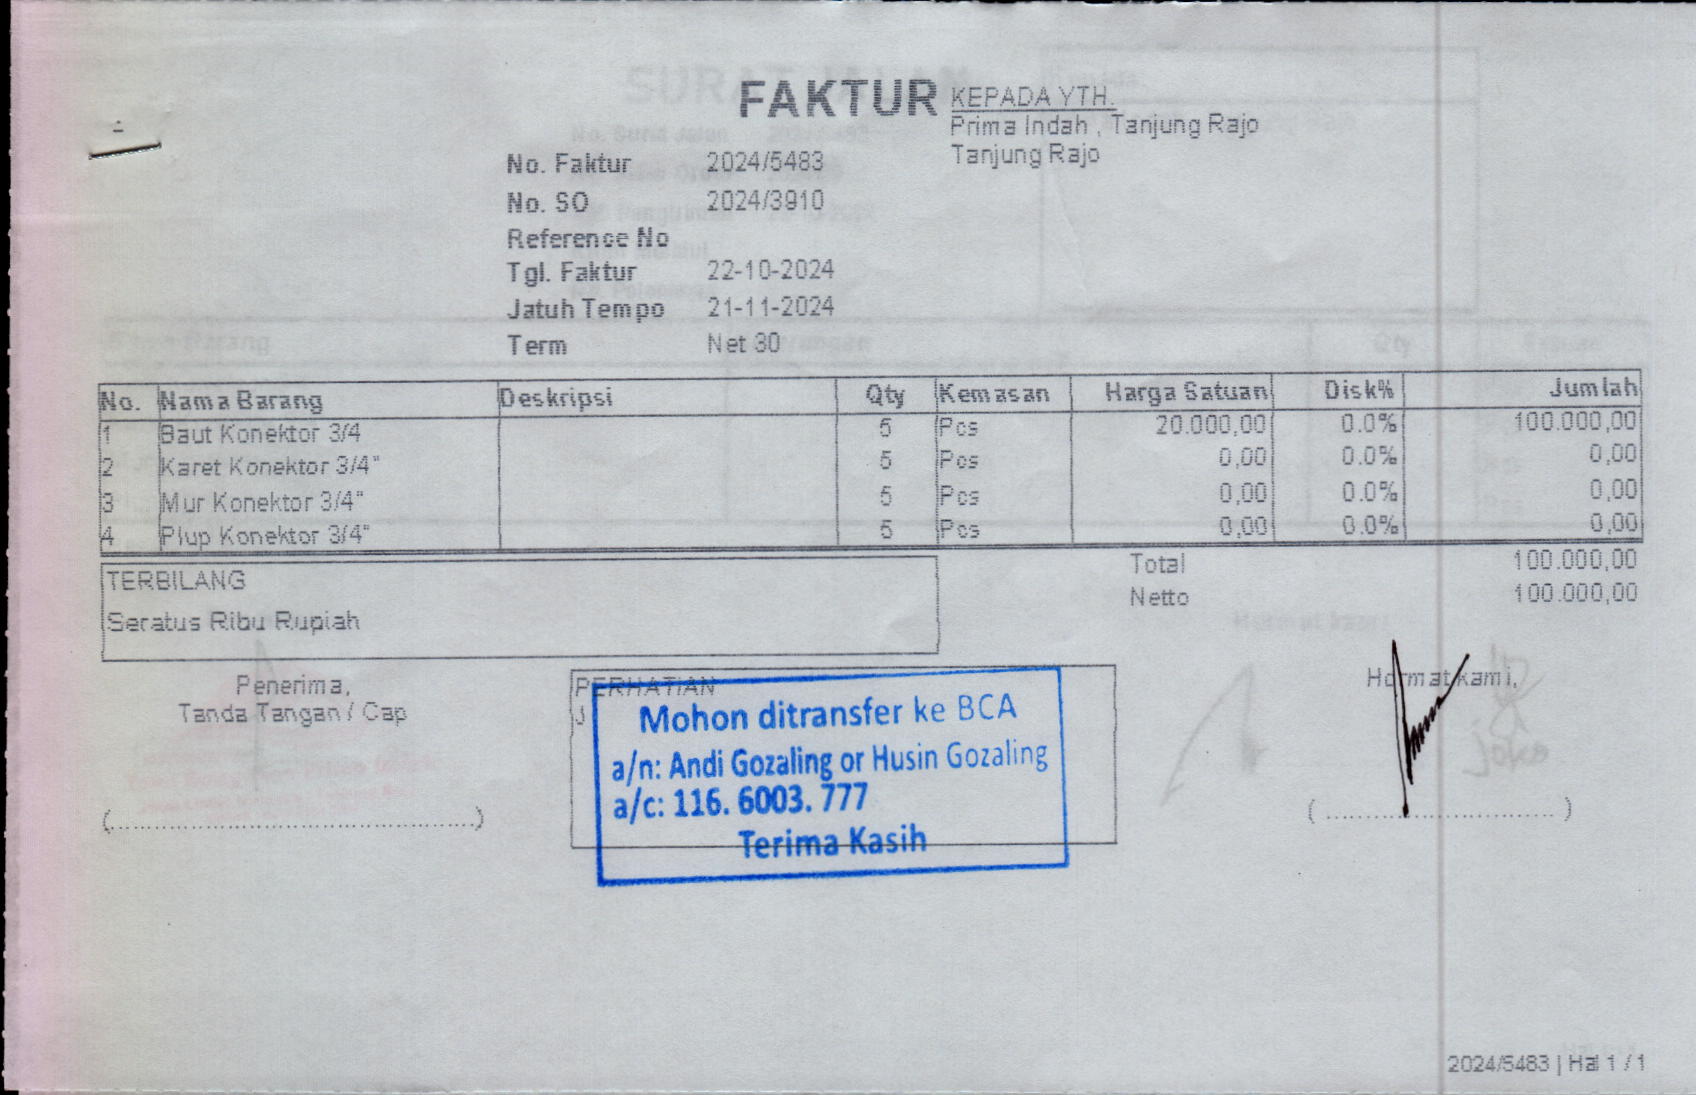 FAKTUR
KEPADA YTH.
Prima Indah , Tanjung Rajo
Tanjung Rajo
No. Faktur 2024/5483
No. SO 2024/3910
Reference No
Tgl. Faktur 22-10-2024
Jatuh Tempo 21-11-2024
Term Net 30
No. Nama Barang Deskripsi Qty Kemasan Harga Satuan Disk% Jumlah
1 Baut Konektor 3/4 5 Pcs 20.000,00 0.0% 100.000,00
2 Karet Konektor 3/4" 5 Pcs 0,00 0.0% 0,00
3 Mur Konektor 3/4" 5 Pcs 0,00 0.0% 0,00
4 Plup Konektor 3/4" 5 Pcs 0,00 0.0% 0,00
Total 100.000,00
Netto 100.000,00
TERBILANG
Seratus Ribu Rupiah
Penerima,
Tanda Tangan / Cap
(..............................................)
PERHATIAN
Mohon ditransfer ke BCA
a/n: Andi Gozaling or Husin Gozaling
a/c: 116. 6003. 777
Terima Kasih
Hormat kami,
( ............................ )
2024/5483 | Hal 1 / 1